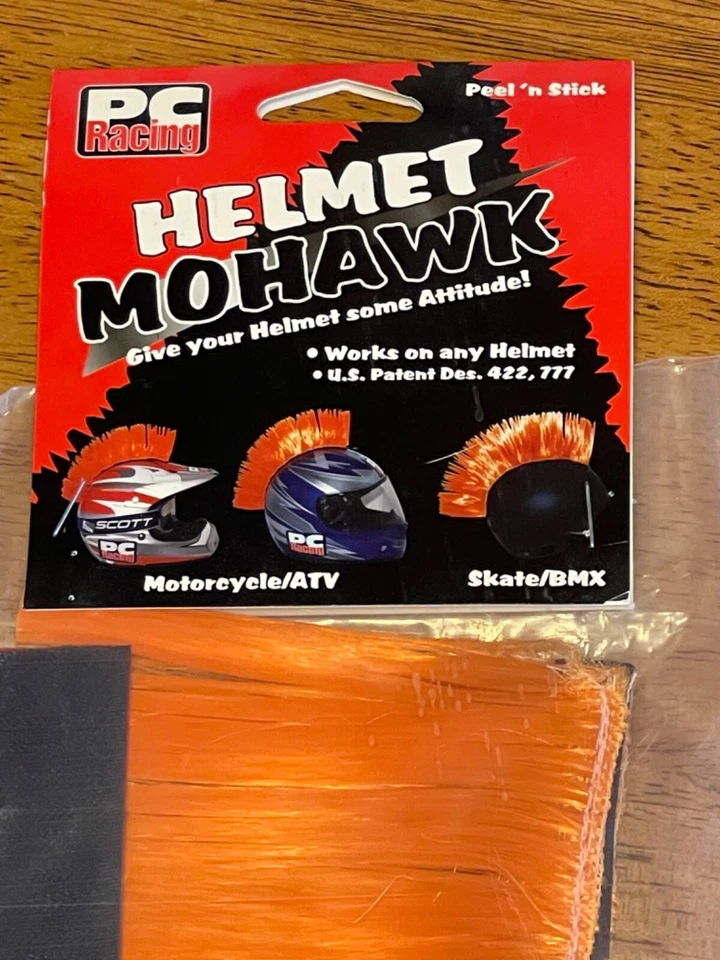 PC
Racing
Peel 'n Stick
HELMET
MOHAWK
Give your Helmet some Attitude!
• Works on any Helmet
• U.S. Patent Des. 422, 777
SCOTT
PC
Racing
PC
Racing
Motorcycle/ATV
Skate/BMX